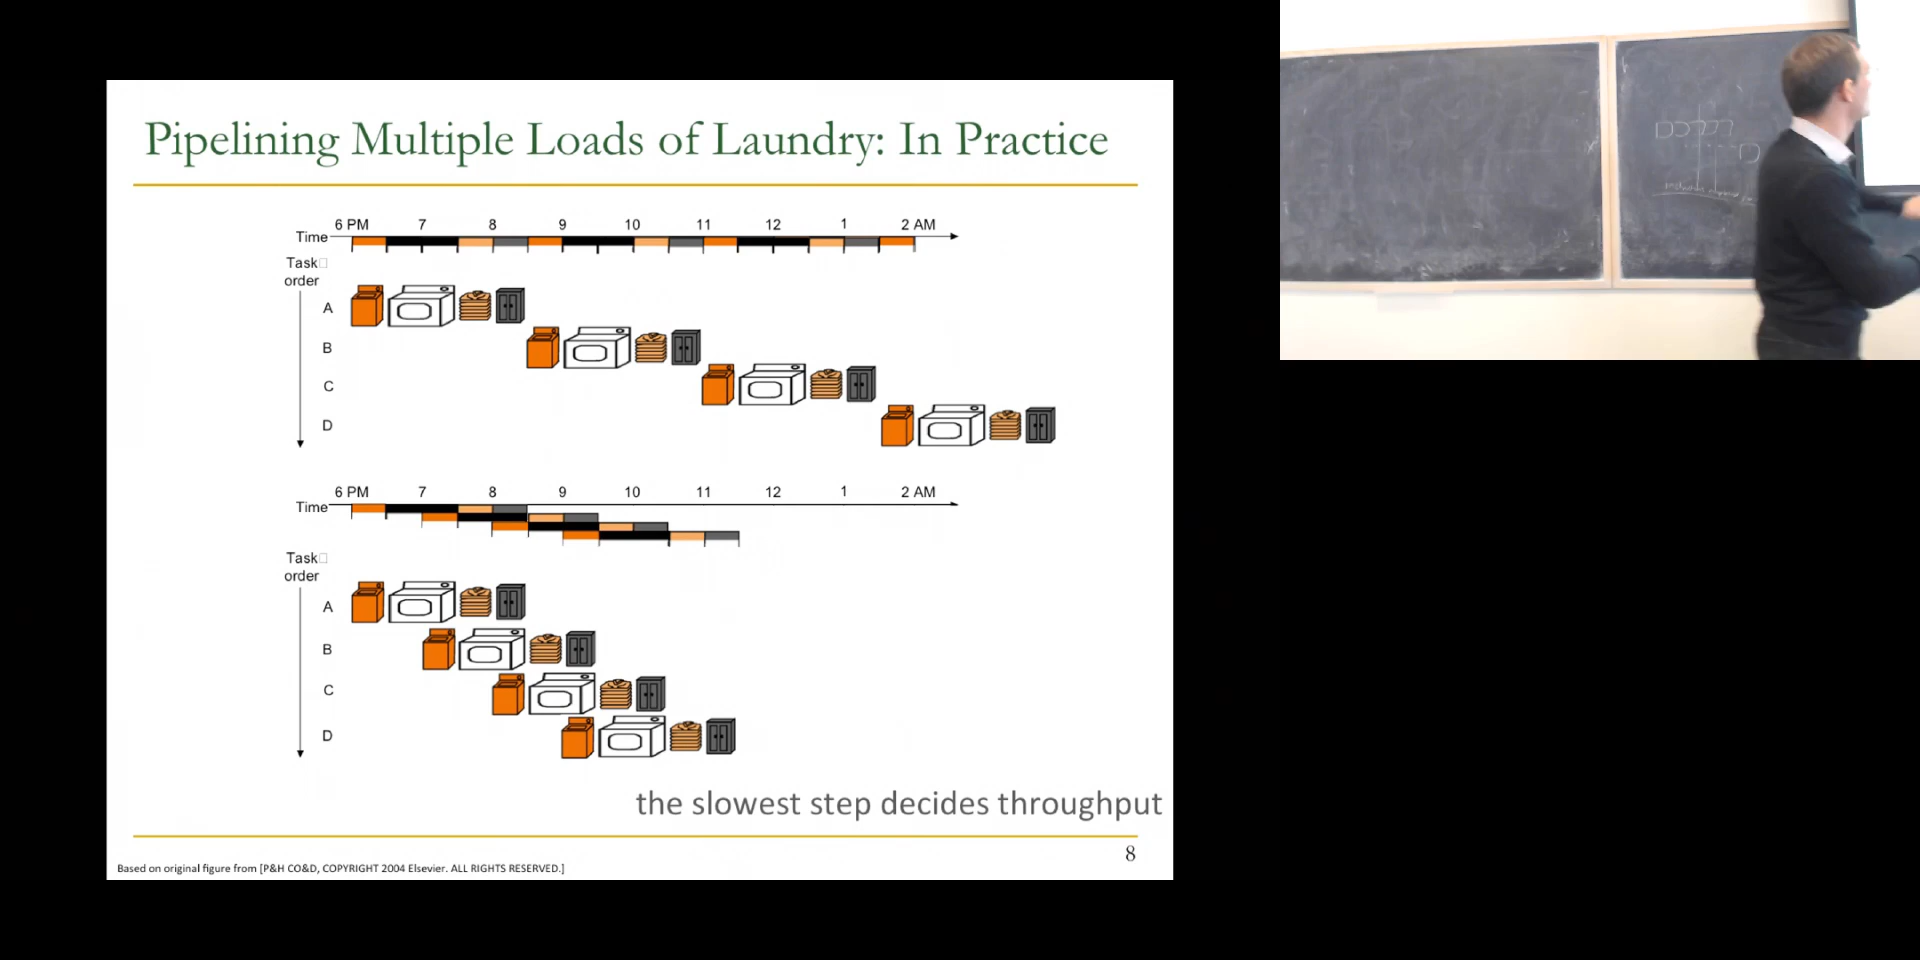 Pipelining Multiple Loads of Laundry: In Practice
6 PM 7 8 9 10 11 12 1 2 AM
Time
Task
order
A
B
C
D
6 PM 7 8 9 10 11 12 1 2 AM
Time
Task
order
A
B
C
D
the slowest step decides throughput
8
Based on original figure from [P&H CO&D, COPYRIGHT 2004 Elsevier. ALL RIGHTS RESERVED.]